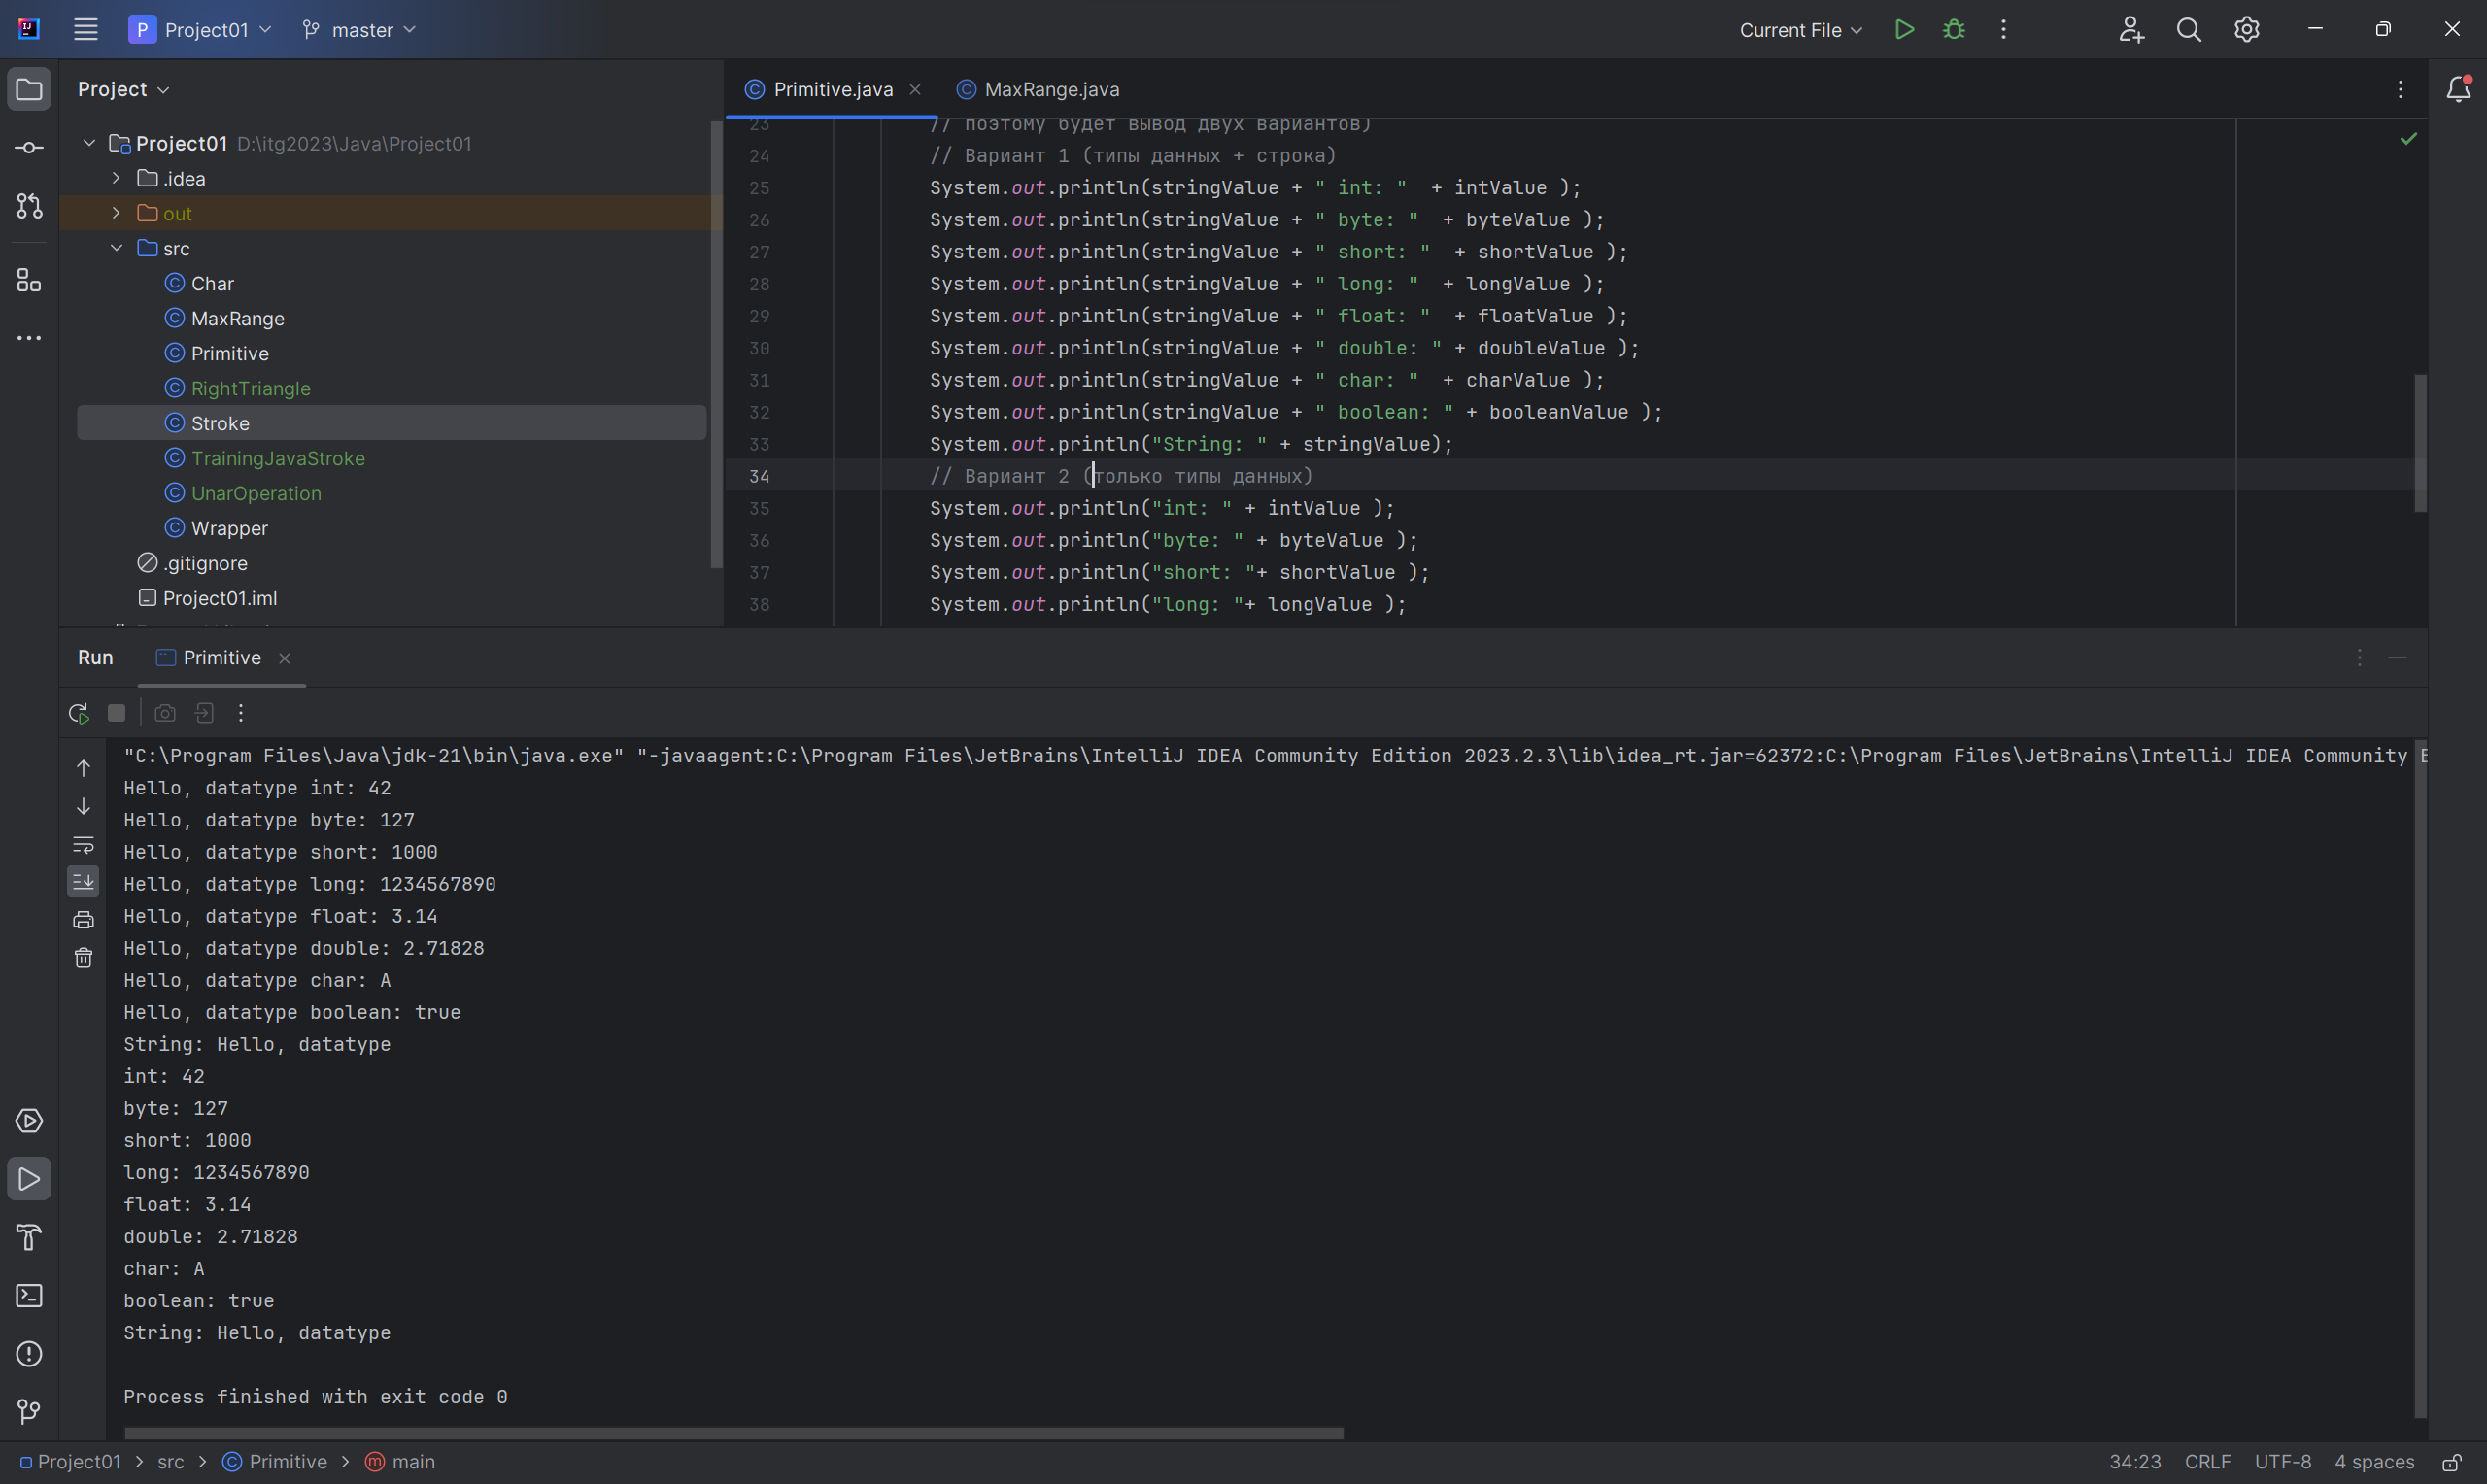 P Project01 master Current File
Project
Primitive.java MaxRange.java
Project01 D:\itg2023\Java\Project01
.idea
out
src
Char
MaxRange
Primitive
RightTriangle
Stroke
TrainingJavaStroke
UnarOperation
Wrapper
.gitignore
Project01.iml
23 // поэтому будет вывод двух вариантов)
24 // Вариант 1 (типы данных + строка)
25 System.out.println(stringValue + " int: "  + intValue );
26 System.out.println(stringValue + " byte: "  + byteValue );
27 System.out.println(stringValue + " short: "  + shortValue );
28 System.out.println(stringValue + " long: "  + longValue );
29 System.out.println(stringValue + " float: "  + floatValue );
30 System.out.println(stringValue + " double: " + doubleValue );
31 System.out.println(stringValue + " char: "  + charValue );
32 System.out.println(stringValue + " boolean: " + booleanValue );
33 System.out.println("String: " + stringValue);
34 // Вариант 2 (только типы данных)
35 System.out.println("int: " + intValue );
36 System.out.println("byte: " + byteValue );
37 System.out.println("short: "+ shortValue );
38 System.out.println("long: "+ longValue );
Run Primitive
"C:\Program Files\Java\jdk-21\bin\java.exe" "-javaagent:C:\Program Files\JetBrains\IntelliJ IDEA Community Edition 2023.2.3\lib\idea_rt.jar=62372:C:\Program Files\JetBrains\IntelliJ IDEA Community
Hello, datatype int: 42
Hello, datatype byte: 127
Hello, datatype short: 1000
Hello, datatype long: 1234567890
Hello, datatype float: 3.14
Hello, datatype double: 2.71828
Hello, datatype char: A
Hello, datatype boolean: true
String: Hello, datatype
int: 42
byte: 127
short: 1000
long: 1234567890
float: 3.14
double: 2.71828
char: A
boolean: true
String: Hello, datatype
Process finished with exit code 0
Project01 > src > Primitive > main 34:23 CRLF UTF-8 4 spaces